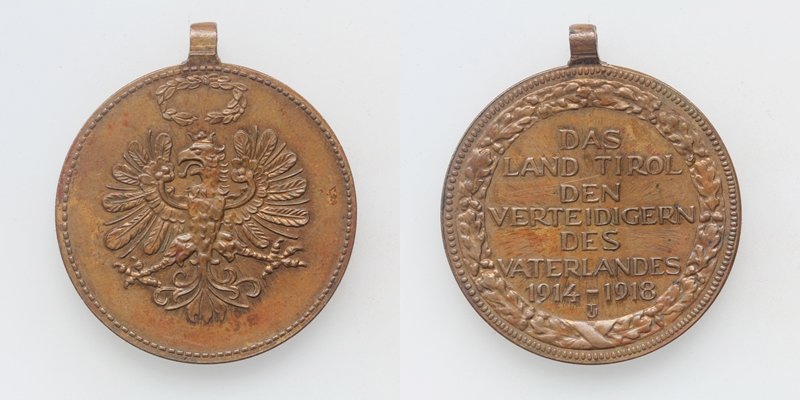 DAS
LAND TIROL
DEN
VERTEIDIGERN
DES
VATERLANDES
1914-1918